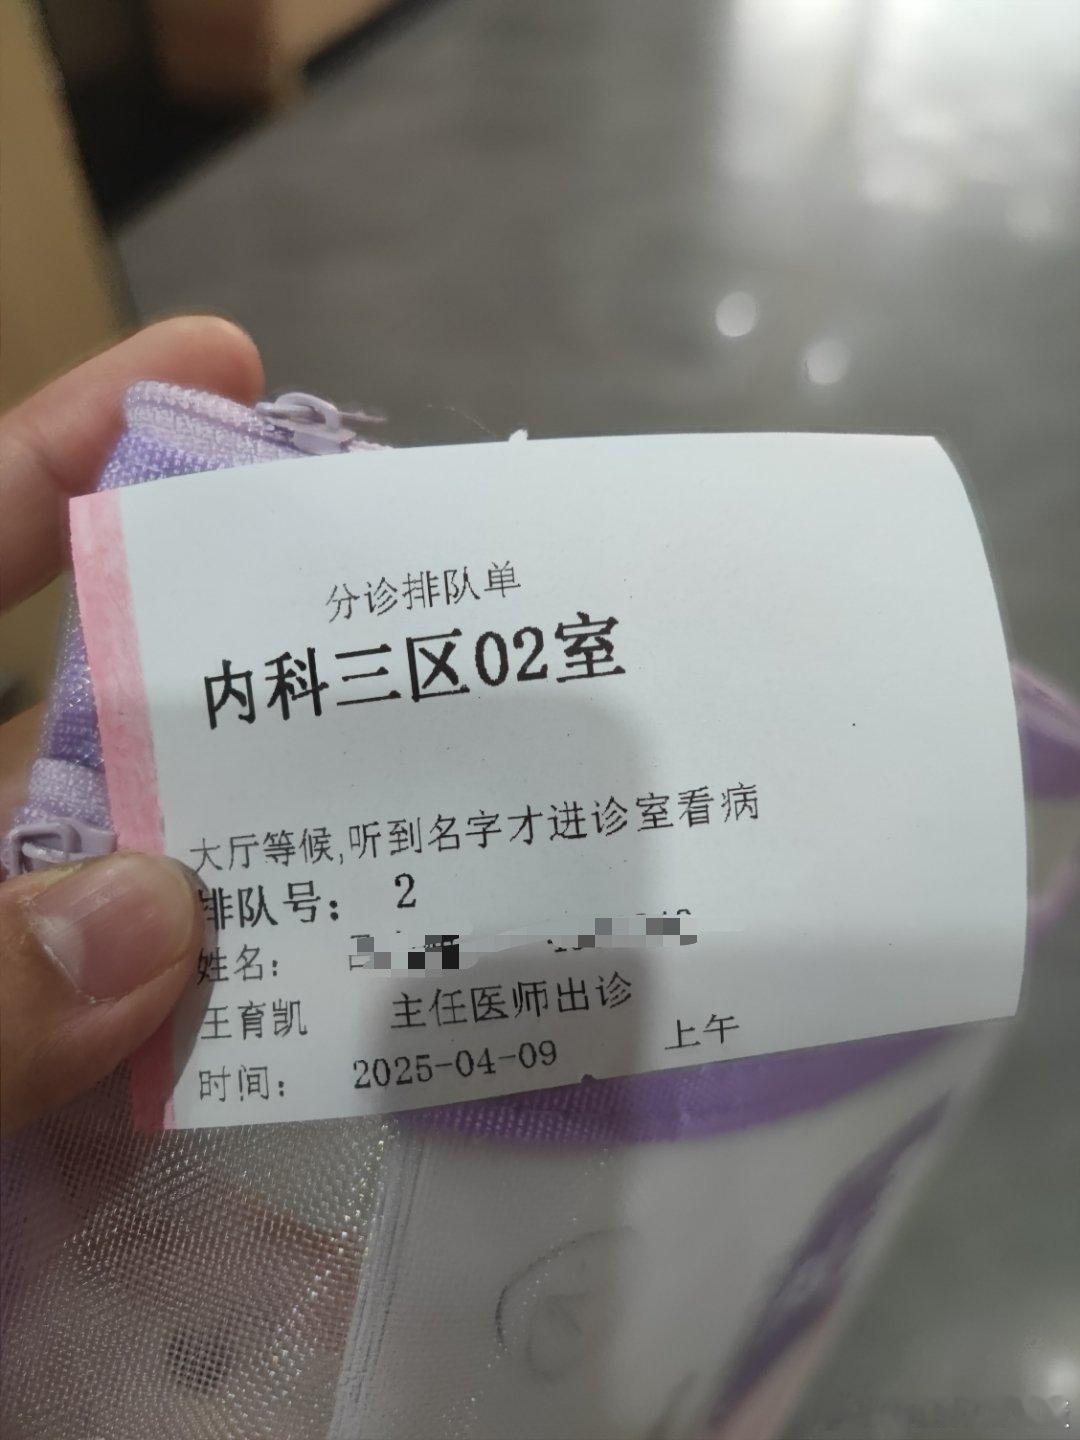 分诊排队单
内科三区02室
大厅等候,听到名字才进诊室看病
排队号： 2
姓名：
王育凯 主任医师出诊
时间： 2025-04-09 上午